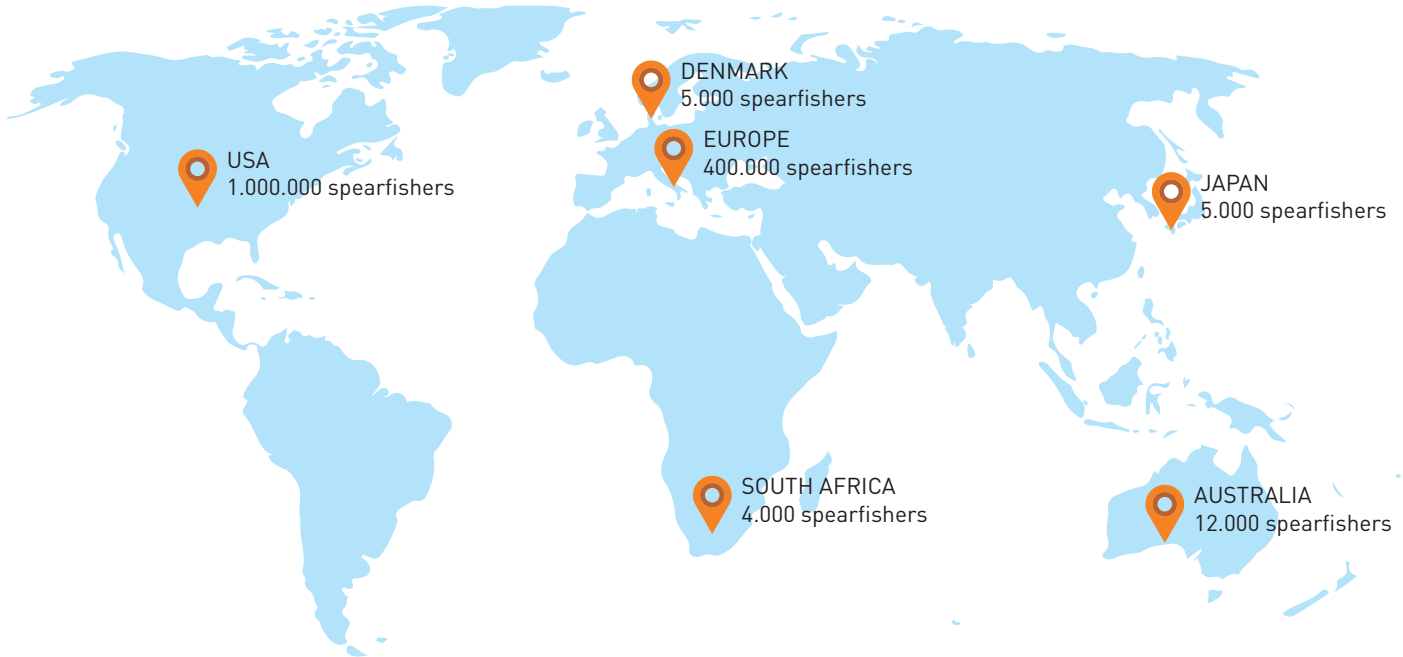 DENMARK
5.000 spearfishers
EUROPE
400.000 spearfishers
USA
1.000.000 spearfishers
JAPAN
5.000 spearfishers
SOUTH AFRICA
4.000 spearfishers
AUSTRALIA
12.000 spearfishers